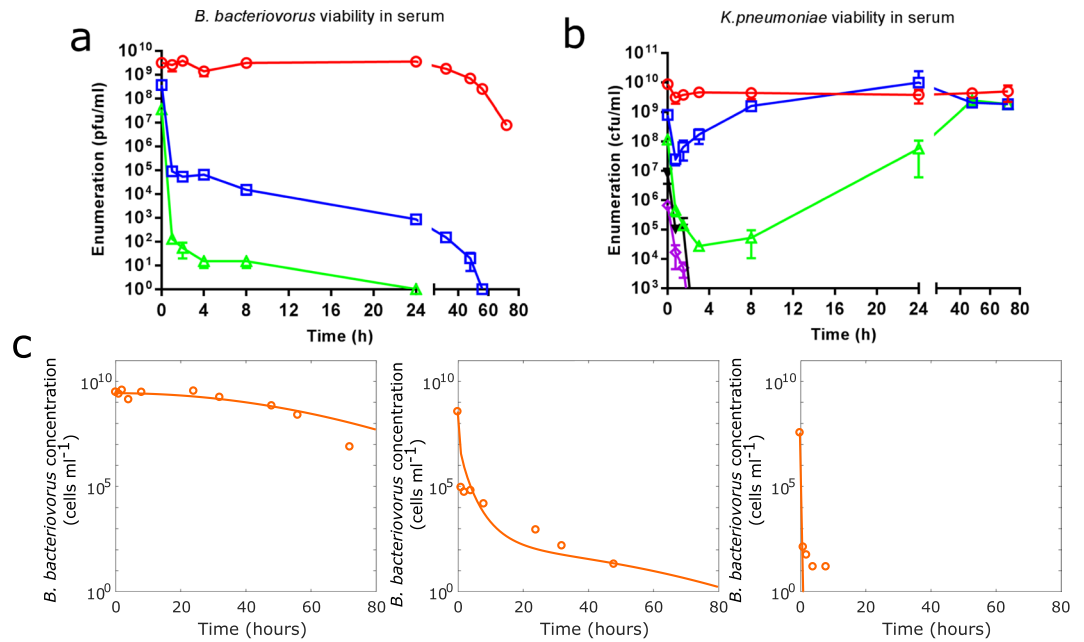 B. bacteriovorus viability in serum
a
Enumeration (pfu/ml)
10^10
10^9
10^8
10^7
10^6
10^5
10^4
10^3
10^2
10^1
10^0
0 4 8 12 16 20 24 40 60 80
Time (h)
K.pneumoniae viability in serum
b
Enumeration (cfu/ml)
10^11
10^10
10^9
10^8
10^7
10^6
10^5
10^4
10^3
0 4 8 12 16 20 24 40 60 80
Time (h)
c
B. bacteriovorus concentration
(cells ml^-1)
10^10
10^5
10^0
0 20 40 60 80
Time (hours)
B. bacteriovorus concentration
(cells ml^-1)
10^10
10^5
10^0
0 20 40 60 80
Time (hours)
B. bacteriovorus concentration
(cells ml^-1)
10^10
10^5
10^0
0 20 40 60 80
Time (hours)